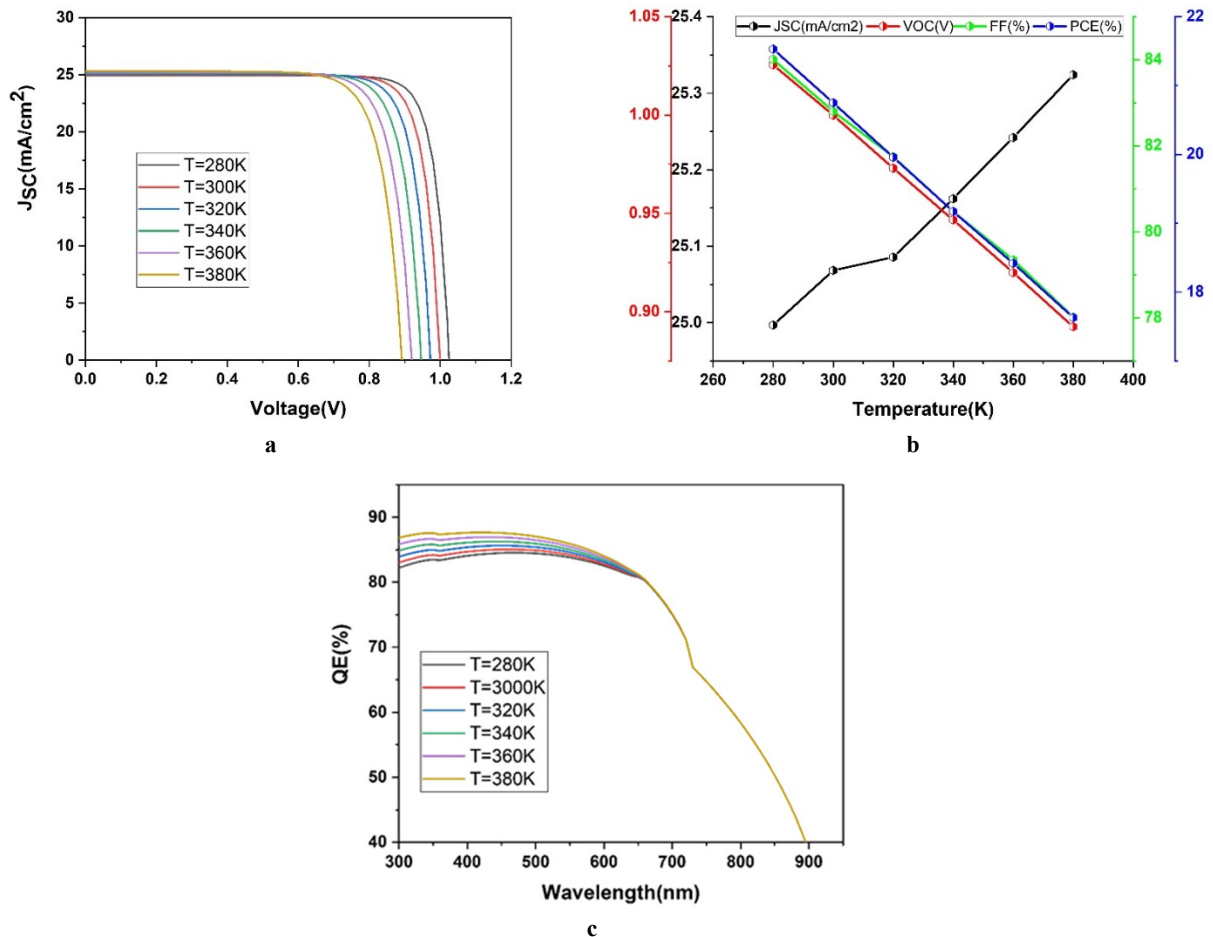 30
25
20
15
10
5
0
JSC(mA/cm²)
T=280K
T=300K
T=320K
T=340K
T=360K
T=380K
0.0 0.2 0.4 0.6 0.8 1.0 1.2
Voltage(V)
a
JSC(mA/cm2) VOC(V) FF(%) PCE(%)
1.05
1.00
0.95
0.90
25.4
25.3
25.2
25.1
25.0
84
82
80
78
22
20
18
260 280 300 320 340 360 380 400
Temperature(K)
b
90
80
70
60
50
40
QE(%)
T=280K
T=3000K
T=320K
T=340K
T=360K
T=380K
300 400 500 600 700 800 900
Wavelength(nm)
c